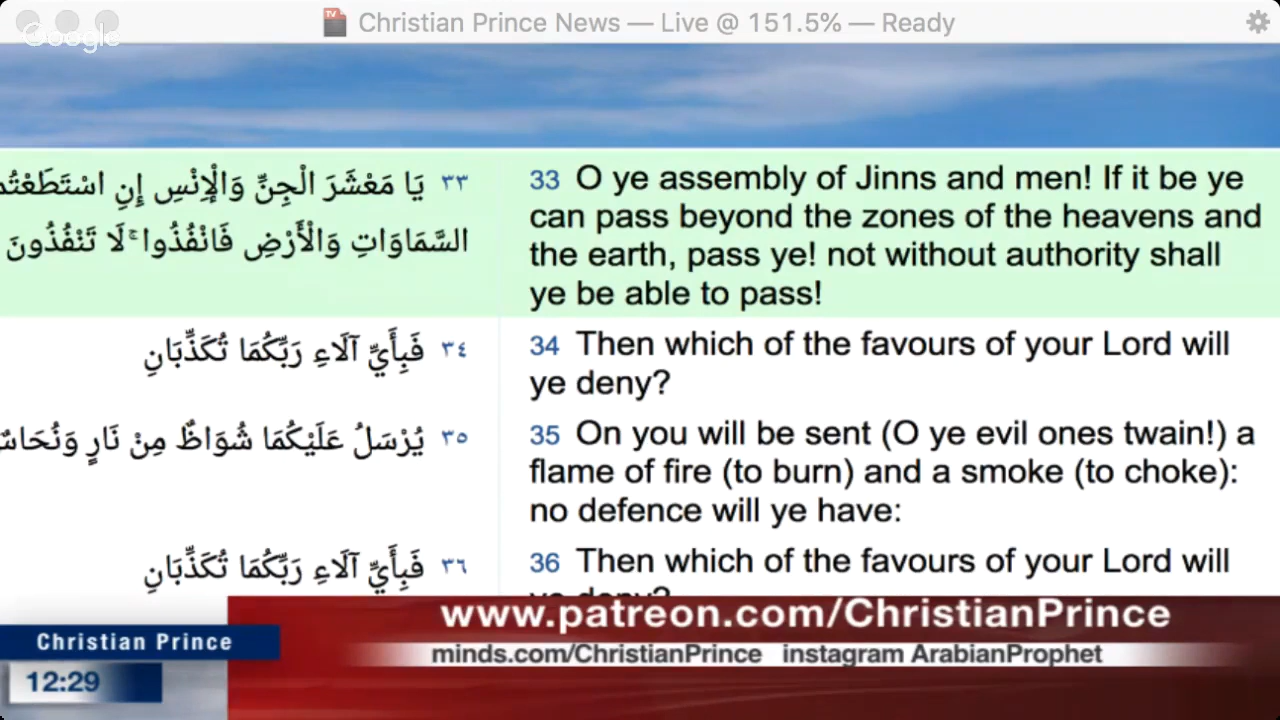 Christian Prince News — Live @ 151.5% — Ready
Google
٣٣ يَا مَعْشَرَ الْجِنِّ وَالْإِنْسِ إِنِ
السَّمَاوَاتِ وَالْأَرْضِ فَانْفُذُوا ۚ لَا تَنْفُذُونَ
33 O ye assembly of Jinns and men! If it be ye
can pass beyond the zones of the heavens and
the earth, pass ye! not without authority shall
ye be able to pass!
٣٤ فَبِأَيِّ آلَاءِ رَبِّكُمَا تُكَذِّبَانِ
34 Then which of the favours of your Lord will
ye deny?
٣٥ يُرْسَلُ عَلَيْكُمَا شُوَاظٌ مِنْ نَارٍ
35 On you will be sent (O ye evil ones twain!) a
flame of fire (to burn) and a smoke (to choke):
no defence will ye have:
٣٦ فَبِأَيِّ آلَاءِ رَبِّكُمَا تُكَذِّبَانِ
36 Then which of the favours of your Lord will
ye deny?
www.patreon.com/ChristianPrince
minds.com/ChristianPrince instagram ArabianProphet
Christian Prince
12:29